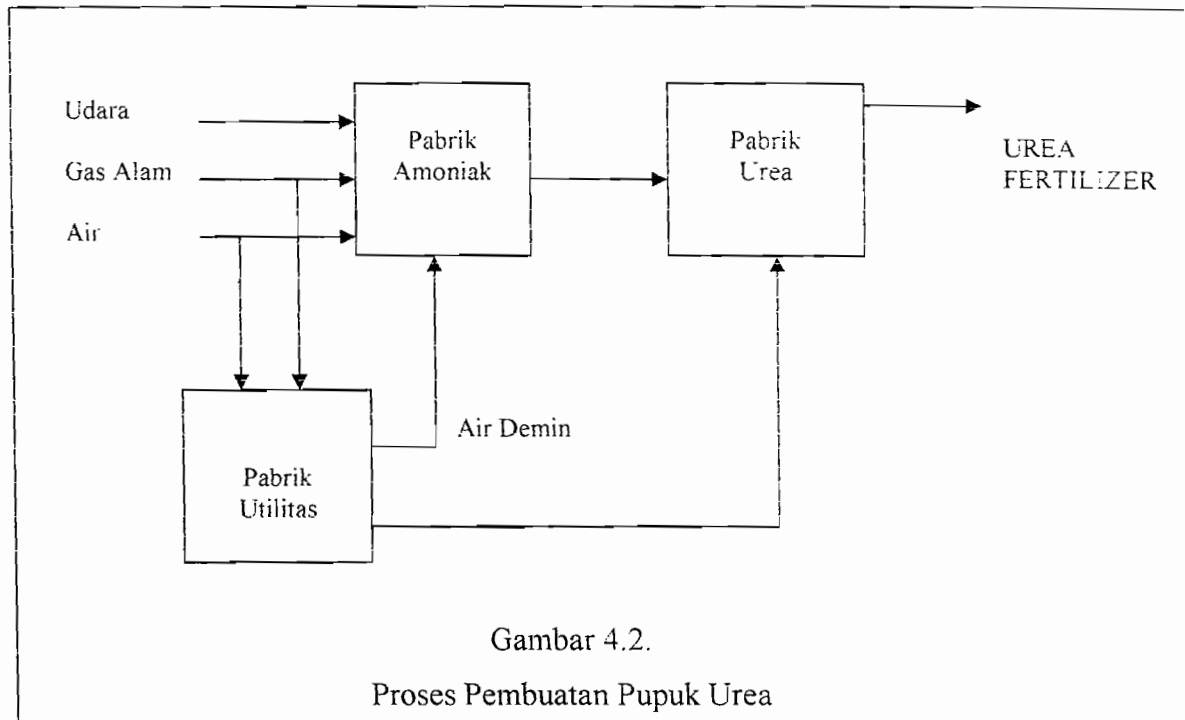 Udara
Gas Alam
Air
Pabrik
Amoniak
Pabrik
Urea
UREA
FERTILIZER
Air Demin
Pabrik
Utilitas
Gambar 4.2.
Proses Pembuatan Pupuk Urea